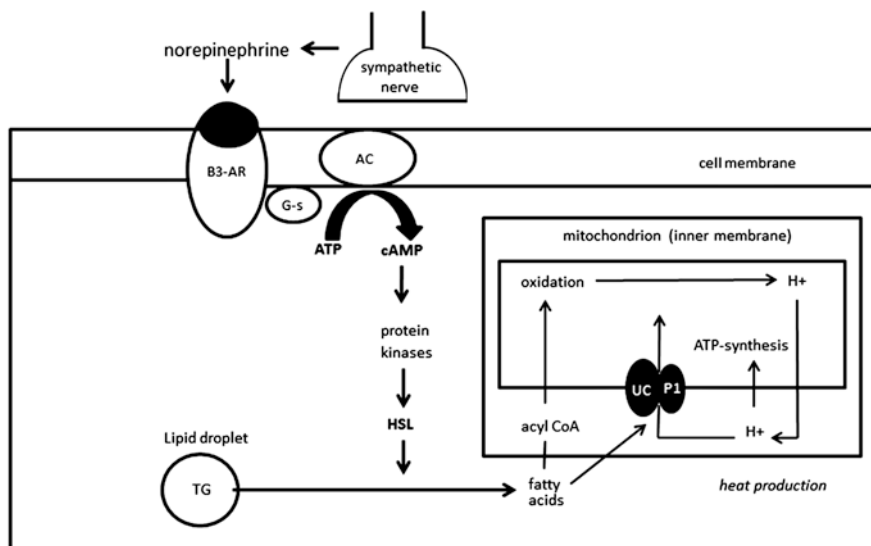 norepinephrine
sympathetic
nerve
B3-AR
AC
cell membrane
G-s
ATP
cAMP
mitochondrion (inner membrane)
oxidation
H+
protein
kinases
ATP-synthesis
UC
P1
HSL
acyl CoA
H+
Lipid droplet
TG
fatty
acids
heat production